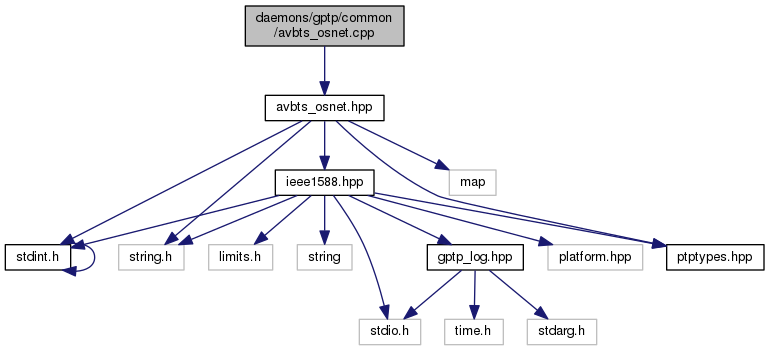 daemons/gptp/common
/avbts_osnet.cpp
avbts_osnet.hpp
ieee1588.hpp
map
stdint.h
string.h
limits.h
string
gptp_log.hpp
platform.hpp
ptptypes.hpp
stdio.h
time.h
stdarg.h